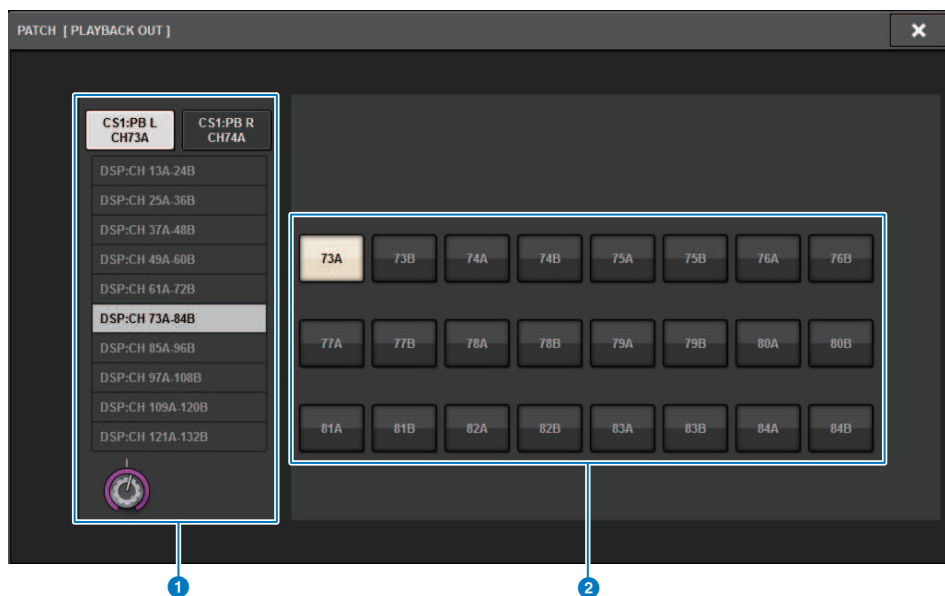 PATCH [ PLAYBACK OUT ]
CS1:PB L
CH73A
CS1:PB R
CH74A
DSP:CH 13A-24B
DSP:CH 25A-36B
DSP:CH 37A-48B
DSP:CH 49A-60B
DSP:CH 61A-72B
DSP:CH 73A-84B
DSP:CH 85A-96B
DSP:CH 97A-108B
DSP:CH 109A-120B
DSP:CH 121A-132B
73A 73B 74A 74B 75A 75B 76A 76B
77A 77B 78A 78B 79A 79B 80A 80B
81A 81B 82A 82B 83A 83B 84A 84B
1 2